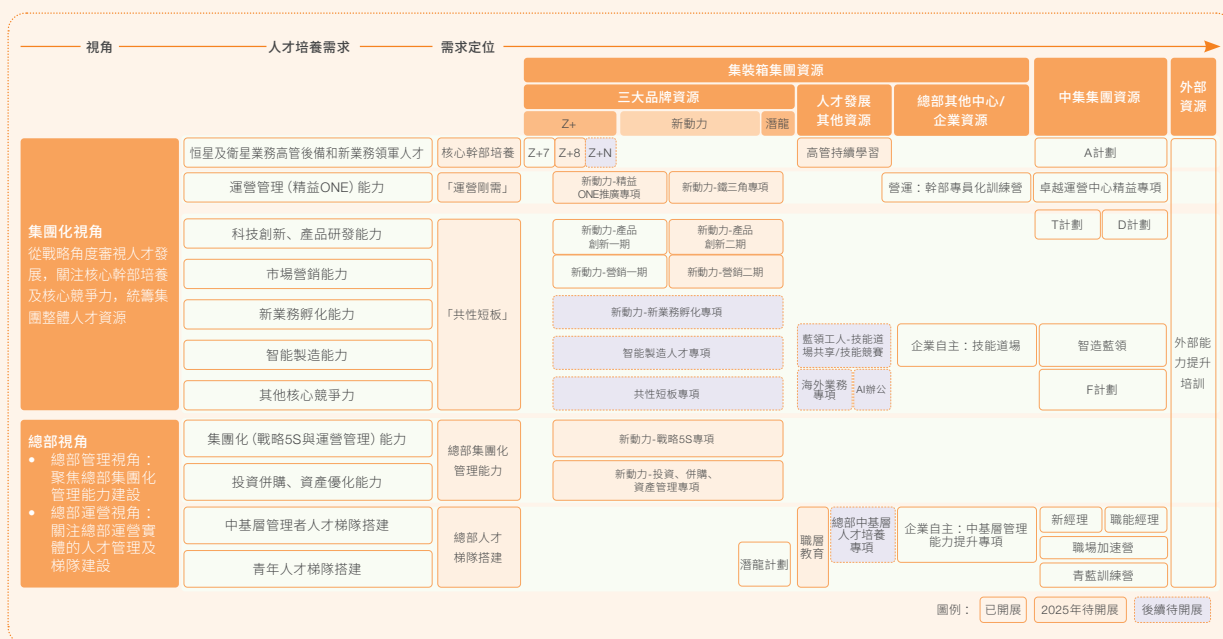 視角
人才培養需求
需求定位
集裝箱集團資源
中集集團資源
外部
資源
三大品牌資源
人才發展
其他資源
總部其他中心/
企業資源
Z+
新動力
潛龍
集團化視角
從戰略角度審視人才發
展，關注核心幹部培養
及核心競爭力，統籌集
團整體人才資源
恒星及衛星業務高管後備和新業務領軍人才
核心幹部培養
Z+7
Z+8
Z+N
高管持續學習
A計劃
運營管理（精益ONE）能力
「運營剛需」
新動力-精益
ONE推廣專項
新動力-鐵三角專項
營運：幹部專員化訓練營
卓越運營中心精益專項
科技創新、產品研發能力
「共性短板」
新動力-產品
創新一期
新動力-產品
創新二期
T計劃
D計劃
市場營銷能力
新動力-營銷一期
新動力-營銷二期
新業務孵化能力
新動力-新業務孵化專項
智能製造能力
智能製造人才專項
藍領工人-技能道
場共享/技能競賽
企業自主：技能道場
智造藍領
其他核心競爭力
共性短板專項
海外業務
專項
AI辦公
F計劃
外部能
力提升
培訓
總部視角
• 總部管理視角：
聚焦總部集團化
管理能力建設
• 總部運營視角：
關注總部運營實
體的人才管理及
梯隊建設
集團化（戰略5S與運營管理）能力
總部集團化
管理能力
新動力-戰略5S專項
投資併購、資產優化能力
新動力-投資、併購、
資產管理專項
中基層管理者人才梯隊搭建
總部人才
梯隊搭建
職層
教育
總部中基層
人才培養
專項
企業自主：中基層管理
能力提升專項
新經理
職能經理
職場加速營
青年人才梯隊搭建
潛龍計劃
青藍訓練營
圖例：
已開展
2025年待開展
後續待開展